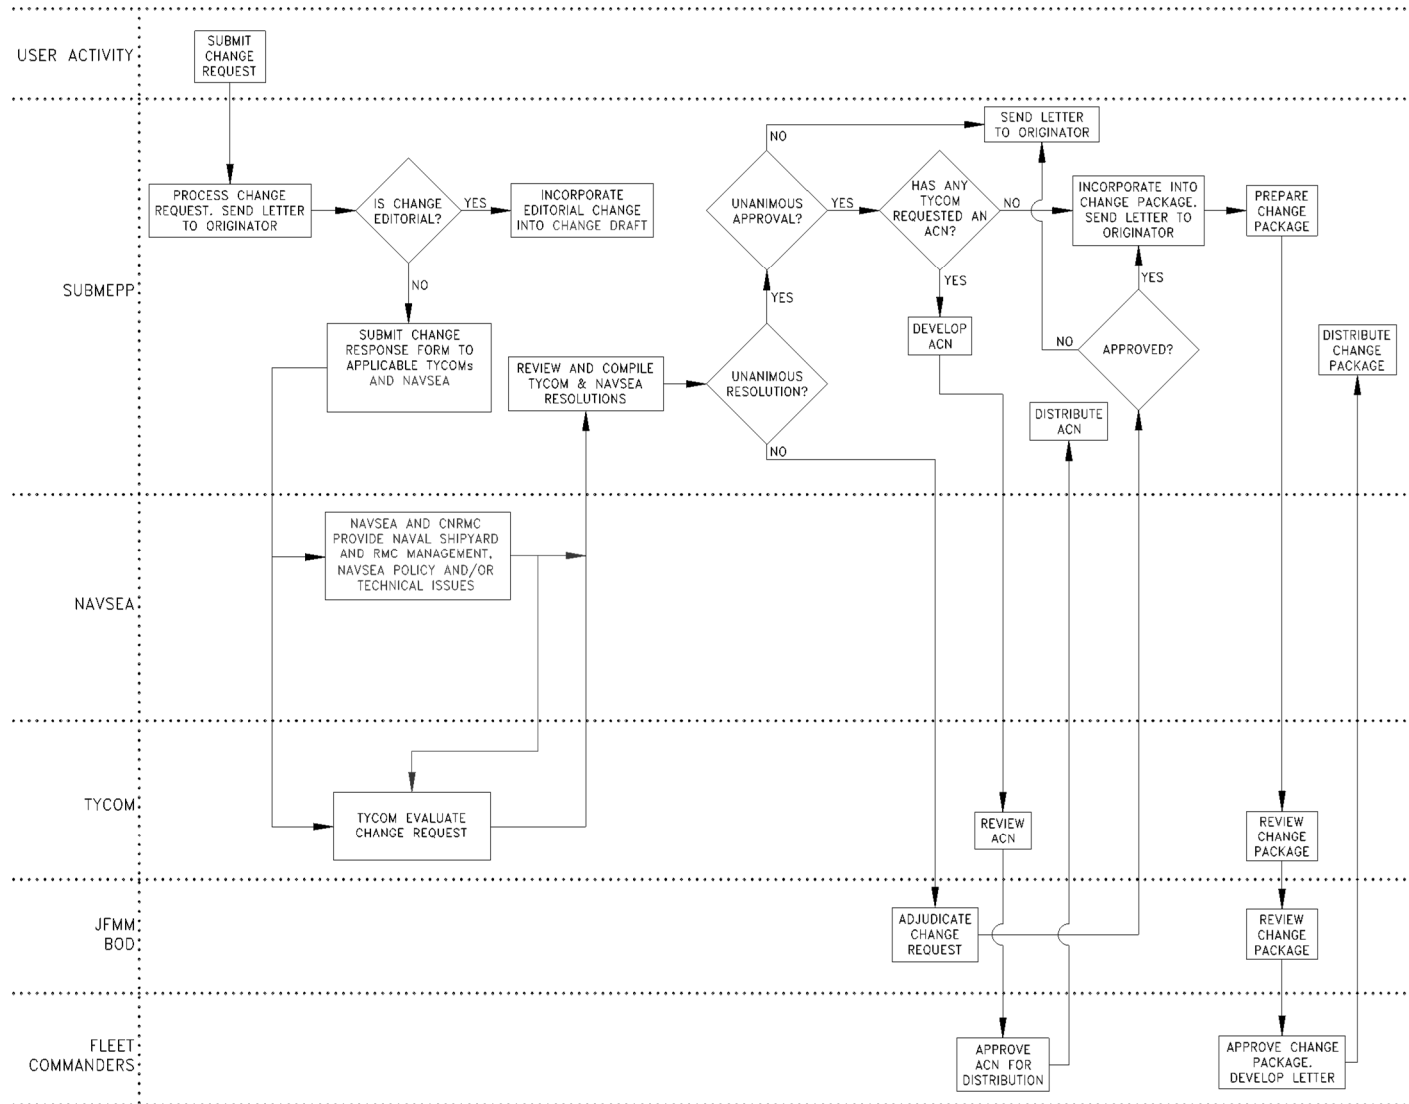 USER ACTIVITY
SUBMIT
CHANGE
REQUEST
SUBMEPP
PROCESS CHANGE
REQUEST. SEND LETTER
TO ORIGINATOR
IS CHANGE
EDITORIAL?
YES
INCORPORATE
EDITORIAL CHANGE
INTO CHANGE DRAFT
NO
SUBMIT CHANGE
RESPONSE FORM TO
APPLICABLE TYCOMs
AND NAVSEA
REVIEW AND COMPILE
TYCOM & NAVSEA
RESOLUTIONS
UNANIMOUS
RESOLUTION?
YES
NO
UNANIMOUS
APPROVAL?
NO
YES
SEND LETTER
TO ORIGINATOR
HAS ANY
TYCOM
REQUESTED AN
ACN?
NO
YES
DEVELOP
ACN
INCORPORATE INTO
CHANGE PACKAGE.
SEND LETTER TO
ORIGINATOR
YES
NO
APPROVED?
DISTRIBUTE
ACN
PREPARE
CHANGE
PACKAGE
DISTRIBUTE
CHANGE
PACKAGE
NAVSEA
NAVSEA AND CNRMC
PROVIDE NAVAL SHIPYARD
AND RMC MANAGEMENT,
NAVSEA POLICY AND/OR
TECHNICAL ISSUES
TYCOM
TYCOM EVALUATE
CHANGE REQUEST
REVIEW
ACN
REVIEW
CHANGE
PACKAGE
JFMM
BOD
ADJUDICATE
CHANGE
REQUEST
REVIEW
CHANGE
PACKAGE
FLEET
COMMANDERS
APPROVE
ACN FOR
DISTRIBUTION
APPROVE CHANGE
PACKAGE.
DEVELOP LETTER